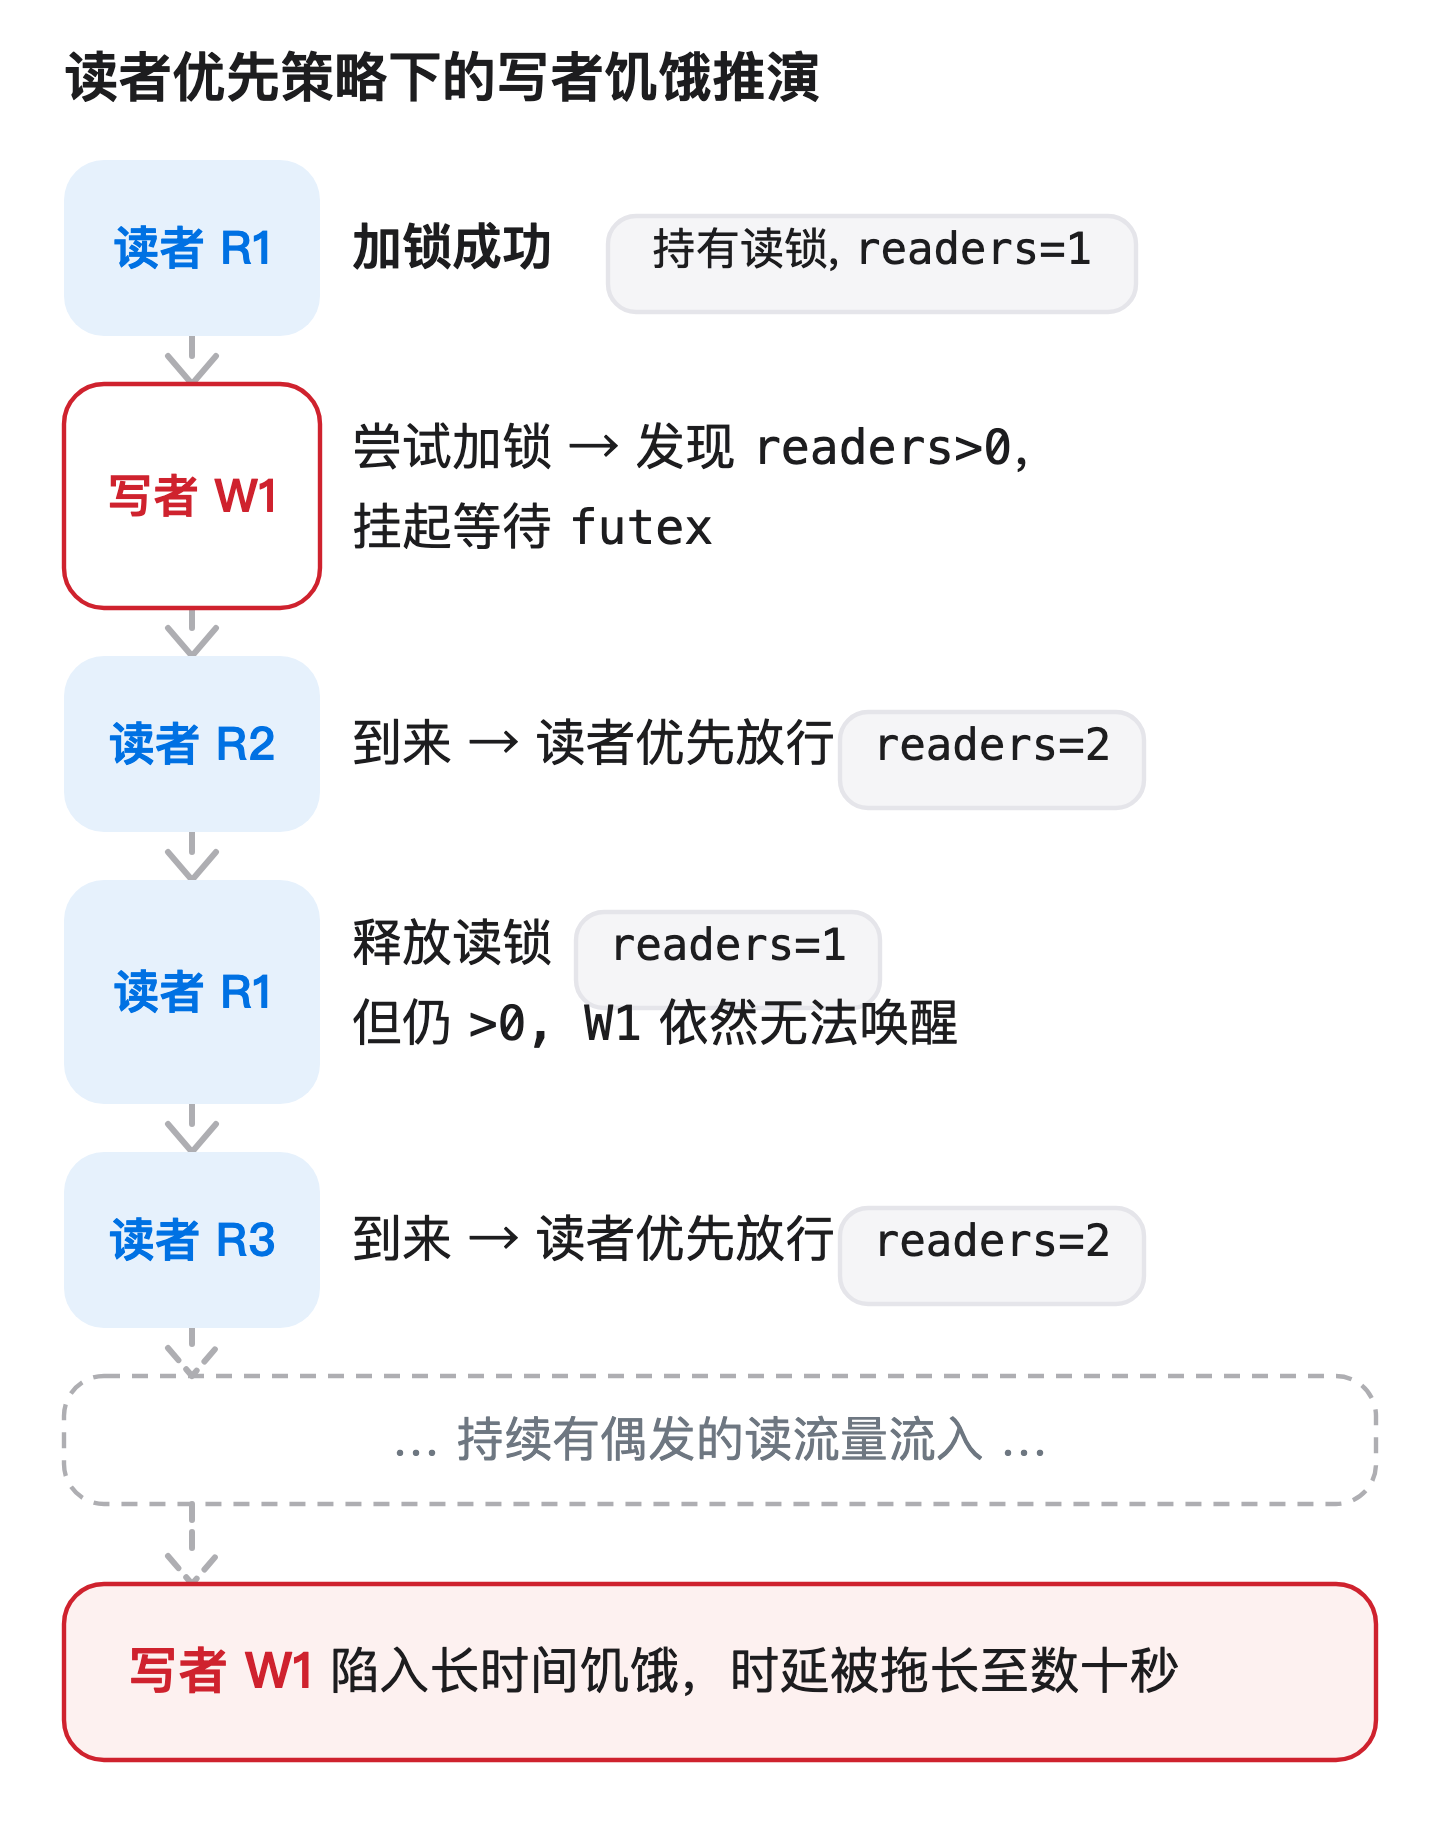 读者优先策略下的写者饥饿推演
读者 R1 加锁成功 持有读锁, readers=1
写者 W1
尝试加锁 → 发现 readers>0,
挂起等待 futex
读者 R2 到来 → 读者优先放行 readers=2
读者 R1
释放读锁 readers=1
但仍 >0, W1 依然无法唤醒
读者 R3 到来 → 读者优先放行 readers=2
... 持续有偶发的读流量流入 ...
写者 W1 陷入长时间饥饿，时延被拖长至数十秒